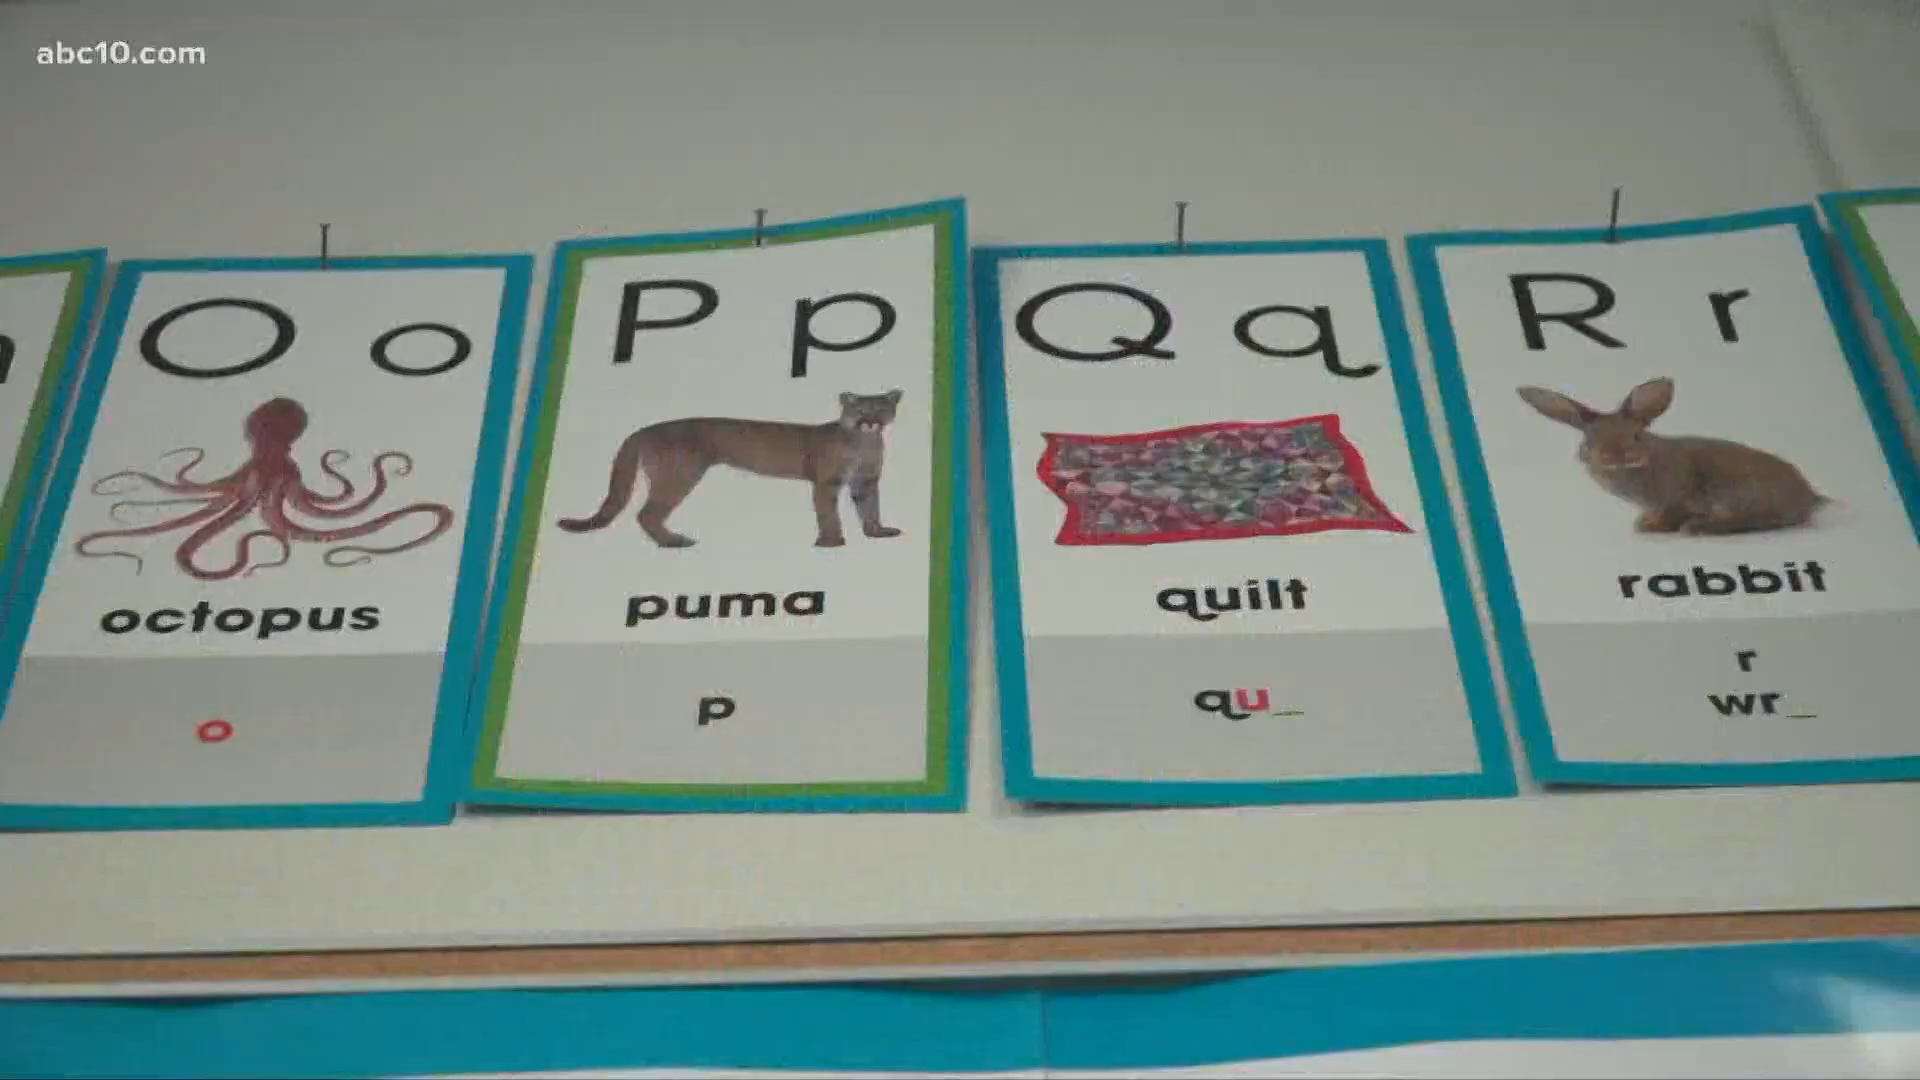 abc10.com
O o
octopus
o
P p
puma
p
Q q
quilt
qu_
R r
rabbit
r
wr_